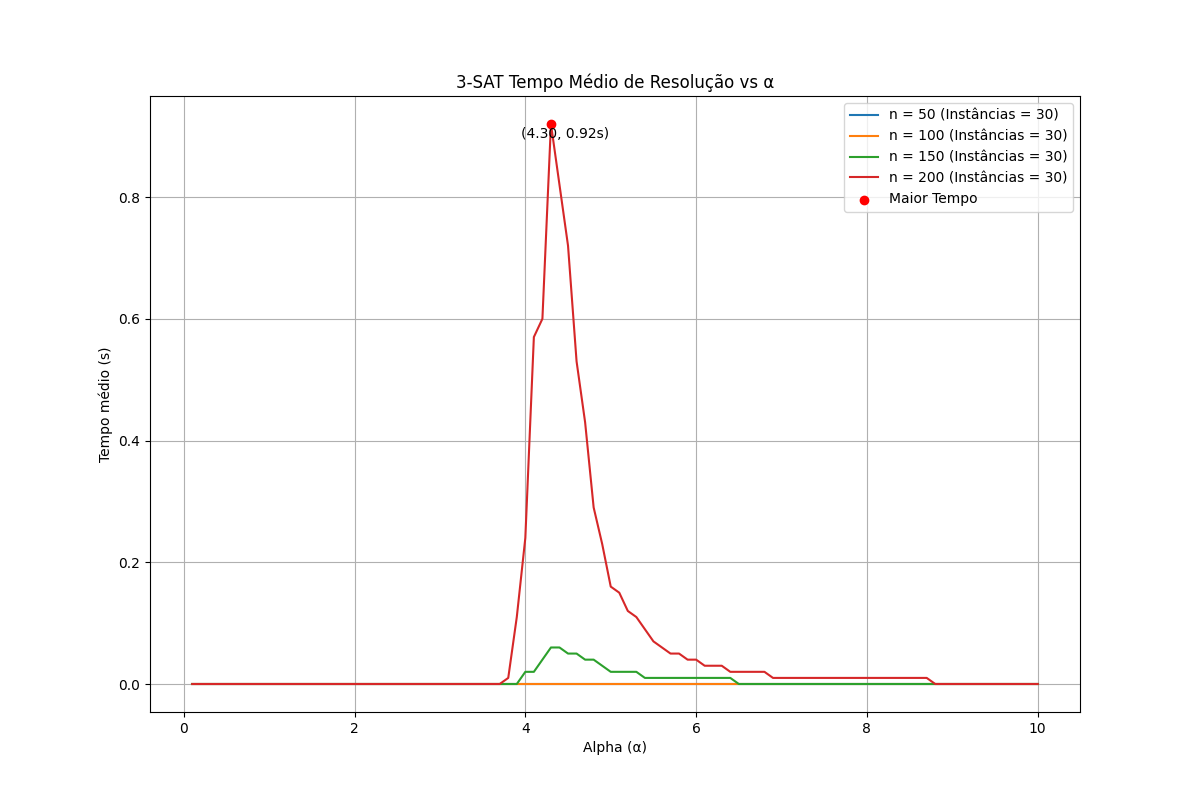 3-SAT Tempo Médio de Resolução vs α
n = 50 (Instâncias = 30)
n = 100 (Instâncias = 30)
n = 150 (Instâncias = 30)
n = 200 (Instâncias = 30)
Maior Tempo
(4.30, 0.92s)
Tempo médio (s)
0.8
0.6
0.4
0.2
0.0
0 2 4 6 8 10
Alpha (α)